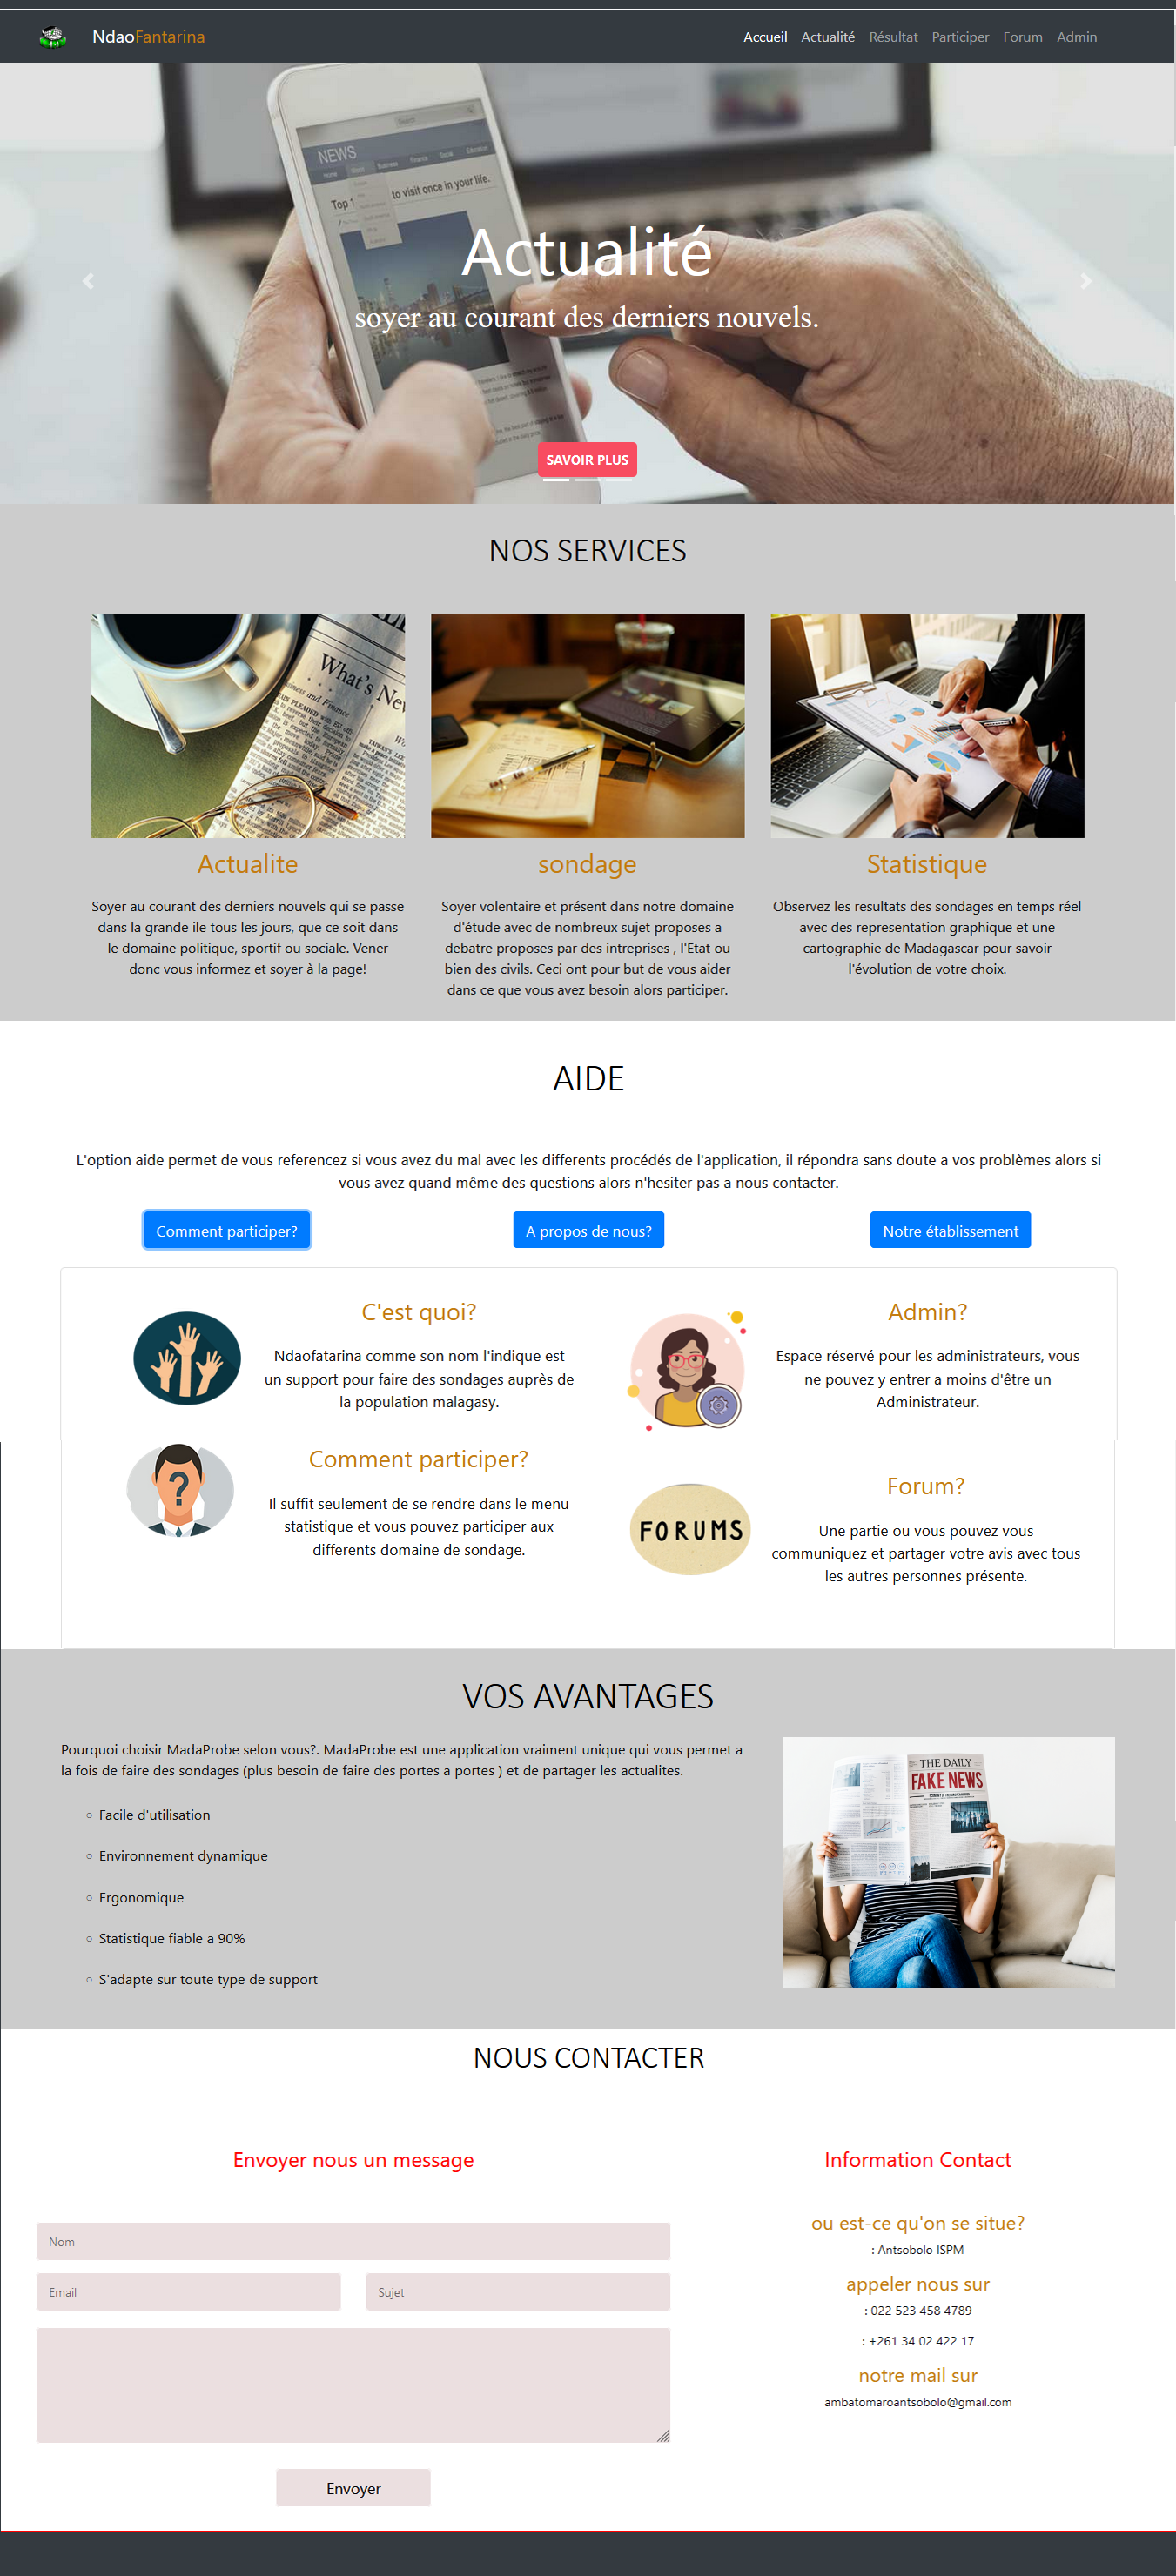 NdaoFantarina
Accueil Actualité Résultat Participer Forum Admin
Search
NEWS
Home Business Finance Social Education
to visit once in your life.
Actualité
soyer au courant des derniers nouvels.
SAVOIR PLUS
NOS SERVICES
What's New
Actualite
Soyer au courant des derniers nouvels qui se passe
dans la grande ile tous les jours, que ce soit dans
le domaine politique, sportif ou sociale. Vener
donc vous informez et soyer à la page!
sondage
Soyer volentaire et présent dans notre domaine
d'étude avec de nombreux sujet proposes a
debatre proposes par des intreprises , l'Etat ou
bien des civils. Ceci ont pour but de vous aider
dans ce que vous avez besoin alors participer.
Statistique
Observez les resultats des sondages en temps réel
avec des representation graphique et une
cartographie de Madagascar pour savoir
l'évolution de votre choix.
AIDE
L'option aide permet de vous referencez si vous avez du mal avec les differents procédés de l'application, il répondra sans doute a vos problèmes alors si
vous avez quand même des questions alors n'hesiter pas a nous contacter.
Comment participer?
A propos de nous?
Notre établissement
C'est quoi?
Ndaofatarina comme son nom l'indique est
un support pour faire des sondages auprès de
la population malagasy.
Admin?
Espace réservé pour les administrateurs, vous
ne pouvez y entrer a moins d'être un
Administrateur.
?
Comment participer?
Il suffit seulement de se rendre dans le menu
statistique et vous pouvez participer aux
differents domaine de sondage.
FORUMS
Forum?
Une partie ou vous pouvez vous
communiquez et partager votre avis avec tous
les autres personnes présente.
VOS AVANTAGES
Pourquoi choisir MadaProbe selon vous?. MadaProbe est une application vraiment unique qui vous permet a
la fois de faire des sondages (plus besoin de faire des portes a portes ) et de partager les actualites.
Facile d'utilisation
Environnement dynamique
Ergonomique
Statistique fiable a 90%
S'adapte sur toute type de support
THE DAILY
FAKE NEWS
NOUS CONTACTER
Envoyer nous un message
Nom
Email
Sujet
Envoyer
Information Contact
ou est-ce qu'on se situe?
: Antsobolo ISPM
appeler nous sur
: 022 523 458 4789
: +261 34 02 422 17
notre mail sur
ambatomaroantsobolo@gmail.com